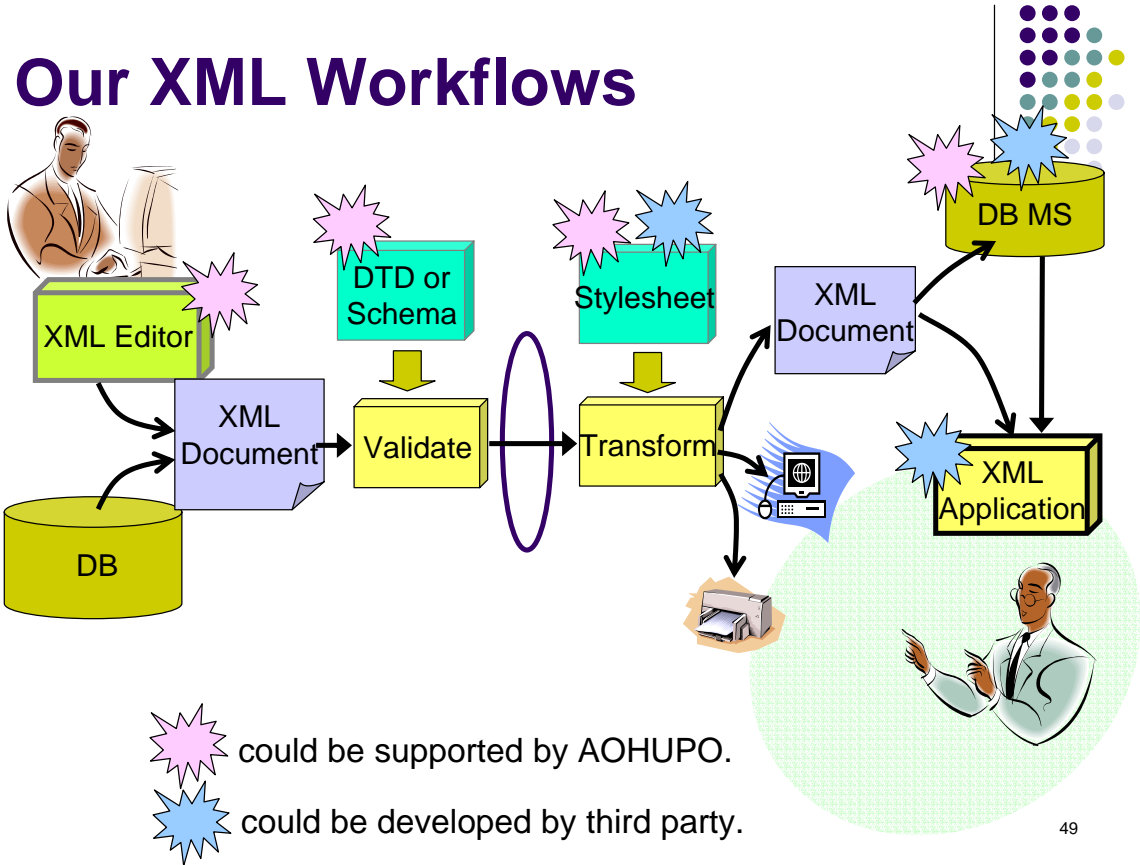 Our XML Workflows
XML Editor
DB
XML
Document
DTD or
Schema
Validate
Stylesheet
Transform
XML
Document
DB MS
XML
Application
could be supported by AOHUPO.
could be developed by third party.
49